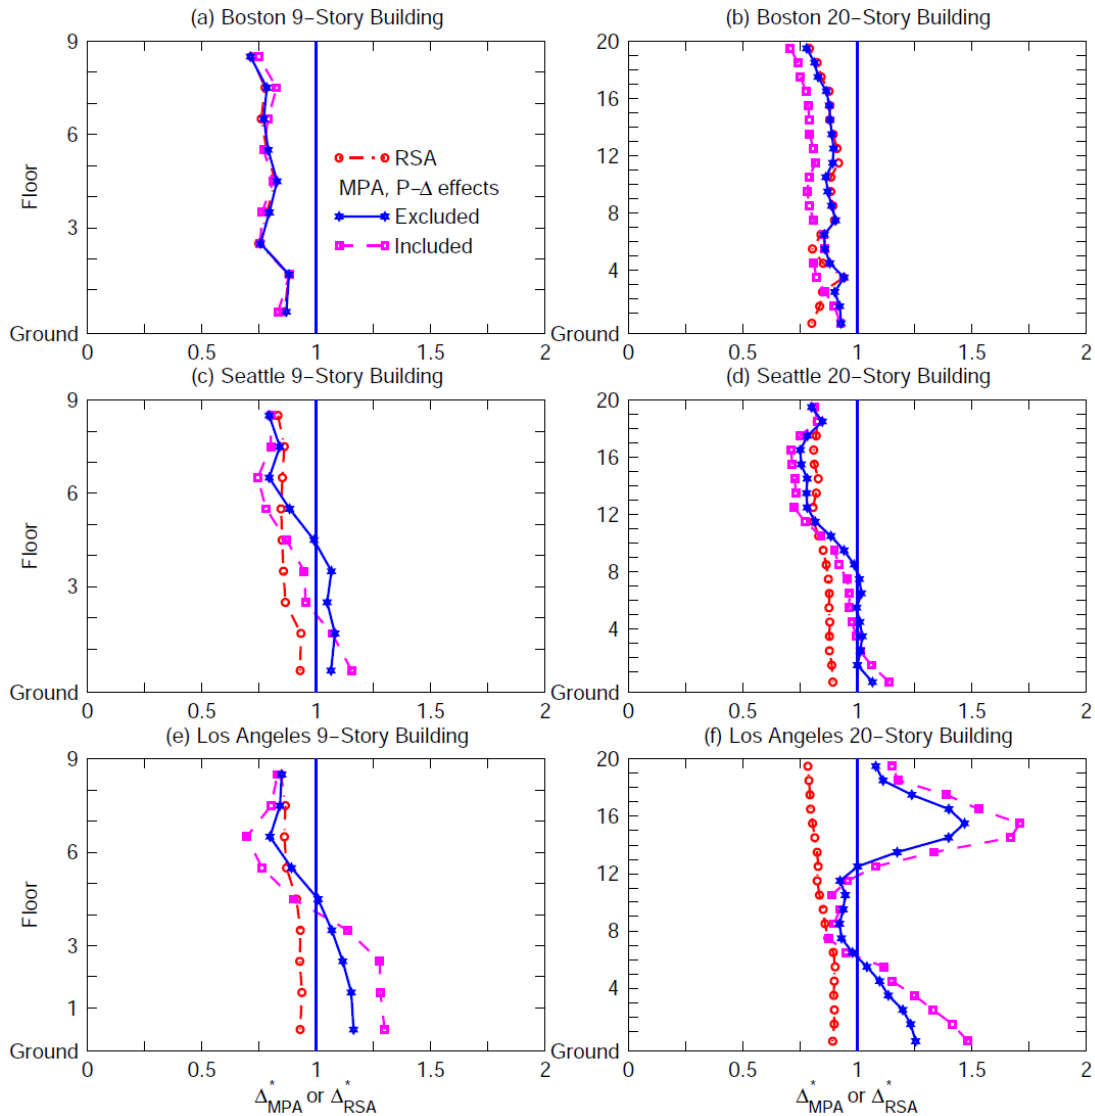 (a) Boston 9–Story Building
9
6
3
Ground
Floor
RSA
MPA, P–Δ effects
Excluded
Included
0 0.5 1 1.5 2
(b) Boston 20–Story Building
20
16
12
8
4
Ground
0 0.5 1 1.5 2
(c) Seattle 9–Story Building
9
6
3
Ground
Floor
0 0.5 1 1.5 2
(d) Seattle 20–Story Building
20
16
12
8
4
Ground
0 0.5 1 1.5 2
(e) Los Angeles 9–Story Building
9
6
3
1
Ground
Floor
0 0.5 1 1.5 2
Δ*MPA or Δ*RSA
(f) Los Angeles 20–Story Building
20
16
12
8
4
Ground
0 0.5 1 1.5 2
Δ*MPA or Δ*RSA